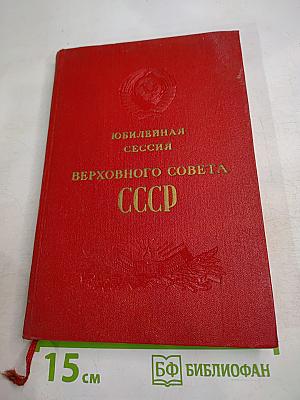 ЮБИЛЕЙНАЯ
СЕССИЯ
ВЕРХОВНОГО СОВЕТА
СССР
15 см
БФ БИБЛИОФАН